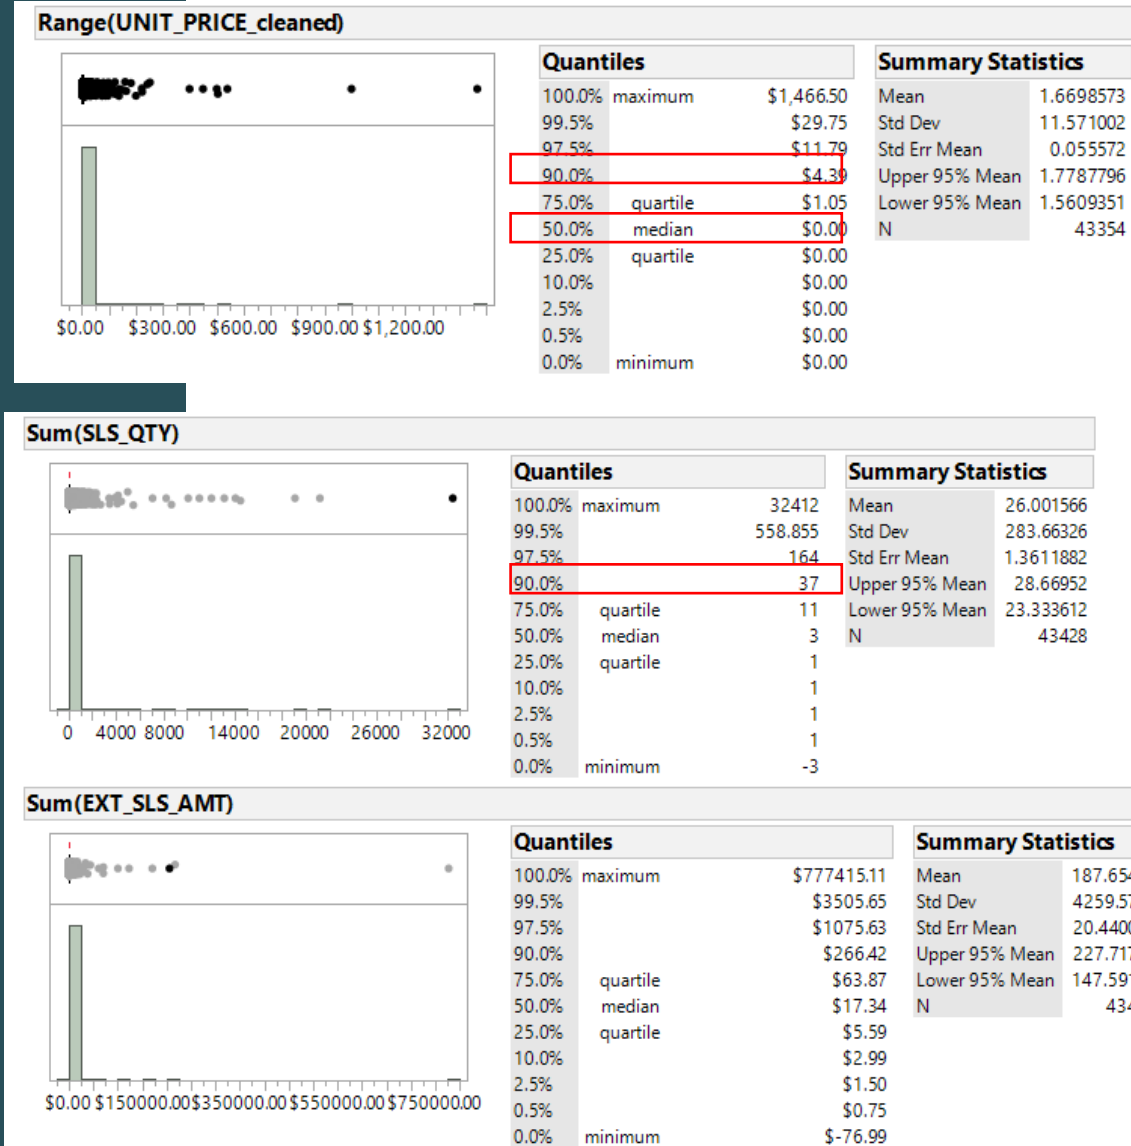 Range(UNIT_PRICE_cleaned)
Quantiles
100.0% maximum $1,466.50
99.5% $29.75
97.5% $11.79
90.0% $4.39
75.0% quartile $1.05
50.0% median $0.00
25.0% quartile $0.00
10.0% $0.00
2.5% $0.00
0.5% $0.00
0.0% minimum $0.00
Summary Statistics
Mean 1.6698573
Std Dev 11.571002
Std Err Mean 0.055572
Upper 95% Mean 1.7787796
Lower 95% Mean 1.5609351
N 43354
$0.00 $300.00 $600.00 $900.00 $1,200.00
Sum(SLS_QTY)
Quantiles
100.0% maximum 32412
99.5% 558.855
97.5% 164
90.0% 37
75.0% quartile 11
50.0% median 3
25.0% quartile 1
10.0% 1
2.5% 1
0.5% 1
0.0% minimum -3
Summary Statistics
Mean 26.001566
Std Dev 283.66326
Std Err Mean 1.3611882
Upper 95% Mean 28.66952
Lower 95% Mean 23.333612
N 43428
0 4000 8000 14000 20000 26000 32000
Sum(EXT_SLS_AMT)
Quantiles
100.0% maximum $777415.11
99.5% $3505.65
97.5% $1075.63
90.0% $266.42
75.0% quartile $63.87
50.0% median $17.34
25.0% quartile $5.59
10.0% $2.99
2.5% $1.50
0.5% $0.75
0.0% minimum $-76.99
Summary Statistics
Mean 187.654
Std Dev 4259.57
Std Err Mean 20.4400
Upper 95% Mean 227.717
Lower 95% Mean 147.591
N 434
$0.00 $150000.00 $350000.00 $550000.00 $750000.00